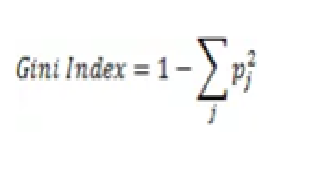 Gini Index = 1 − ∑_j p_j^2